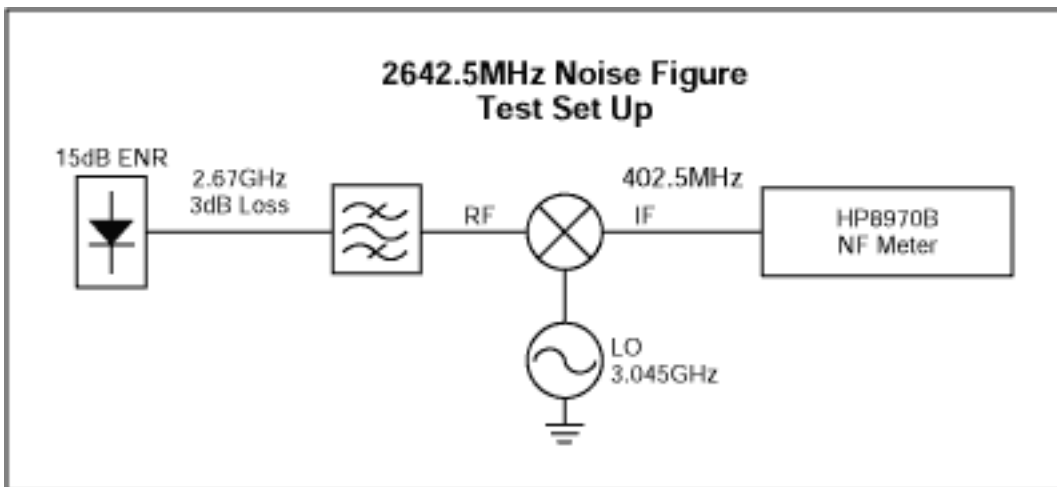 2642.5MHz Noise Figure
Test Set Up
15dB ENR
2.67GHz
3dB Loss
RF
402.5MHz
IF
HP8970B
NF Meter
LO
3.045GHz